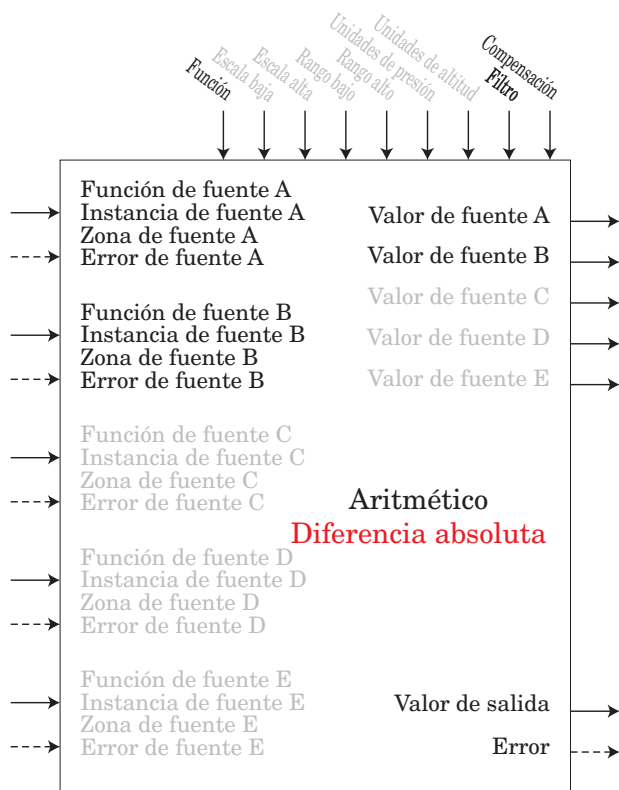 Función
Escala baja
Escala alta
Rango bajo
Rango alto
Unidades de presión
Unidades de altitud
Filtro
Compensación
Función de fuente A
Instancia de fuente A
Zona de fuente A
Error de fuente A
Función de fuente B
Instancia de fuente B
Zona de fuente B
Error de fuente B
Función de fuente C
Instancia de fuente C
Zona de fuente C
Error de fuente C
Función de fuente D
Instancia de fuente D
Zona de fuente D
Error de fuente D
Función de fuente E
Instancia de fuente E
Zona de fuente E
Error de fuente E
Valor de fuente A
Valor de fuente B
Valor de fuente C
Valor de fuente D
Valor de fuente E
Aritmético
Diferencia absoluta
Valor de salida
Error